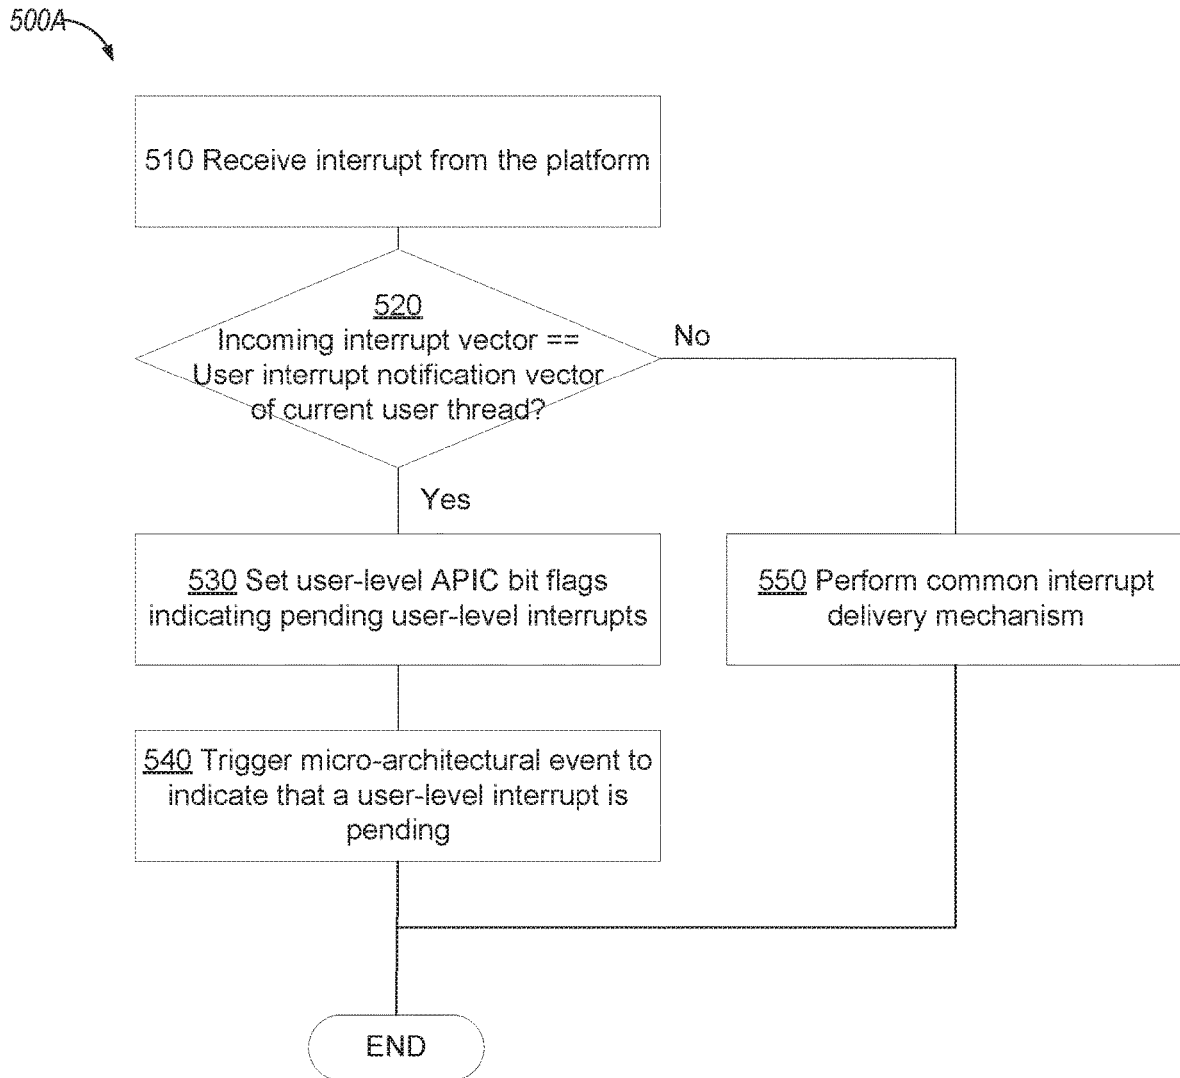 500A
510 Receive interrupt from the platform
520
Incoming interrupt vector ==
User interrupt notification vector
of current user thread?
No
Yes
530 Set user-level APIC bit flags
indicating pending user-level interrupts
550 Perform common interrupt
delivery mechanism
540 Trigger micro-architectural event to
indicate that a user-level interrupt is
pending
END